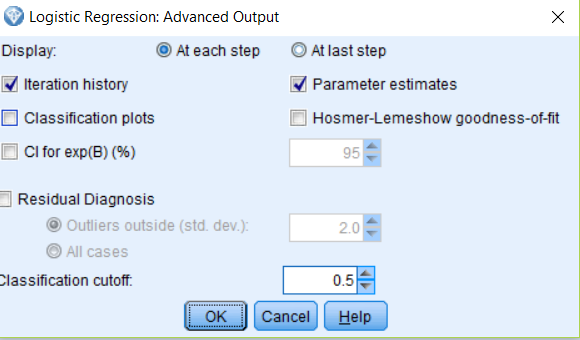 Logistic Regression: Advanced Output
Display: At each step At last step
Iteration history Parameter estimates
Classification plots Hosmer-Lemeshow goodness-of-fit
CI for exp(B) (%) 95
Residual Diagnosis
Outliers outside (std. dev.): 2.0
All cases
Classification cutoff: 0.5
OK Cancel Help